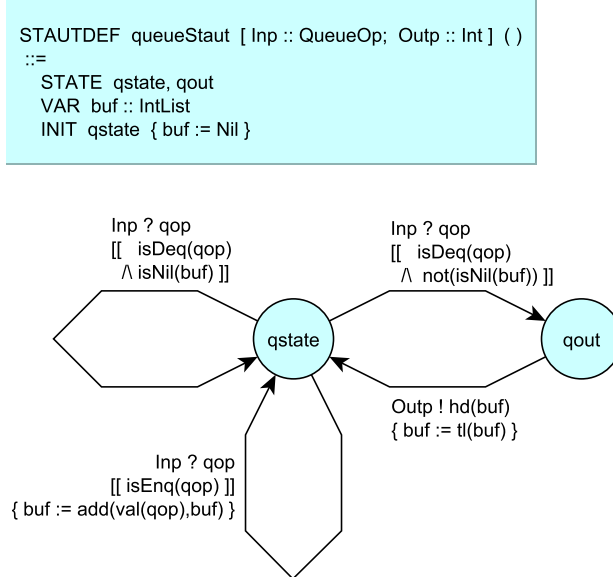 STAUTDEF queueStaut [ Inp :: QueueOp; Outp :: Int ] ( )
::=
STATE qstate, qout
VAR buf :: IntList
INIT qstate { buf := Nil }
Inp ? qop
[[ isDeq(qop)
/\ isNil(buf) ]]
Inp ? qop
[[ isDeq(qop)
/\ not(isNil(buf)) ]]
qstate
qout
Outp ! hd(buf)
{ buf := tl(buf) }
Inp ? qop
[[ isEnq(qop) ]]
{ buf := add(val(qop),buf) }